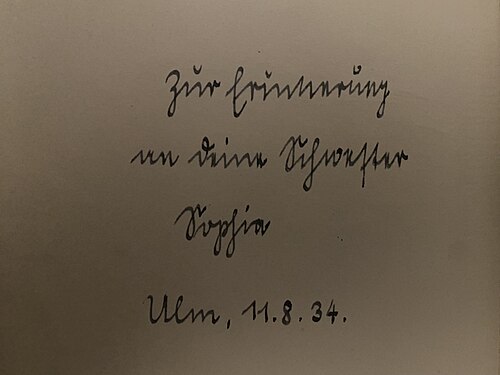 Zur Erinnerung
an deine Schwester
Sophia
Ulm, 11.8.34.